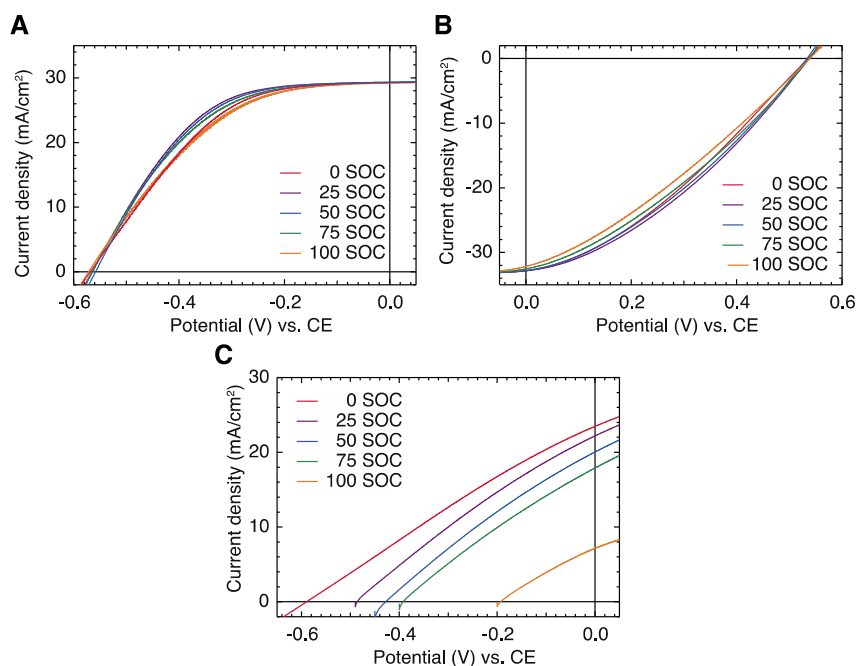 A
Current density (mA/cm²)
30
20
10
0
0 SOC
25 SOC
50 SOC
75 SOC
100 SOC
-0.6
-0.4
-0.2
0.0
Potential (V) vs. CE
B
Current density (mA/cm²)
0
-10
-20
-30
0 SOC
25 SOC
50 SOC
75 SOC
100 SOC
0.0
0.2
0.4
0.6
Potential (V) vs. CE
C
Current density (mA/cm²)
30
20
10
0
0 SOC
25 SOC
50 SOC
75 SOC
100 SOC
-0.6
-0.4
-0.2
0.0
Potential (V) vs. CE